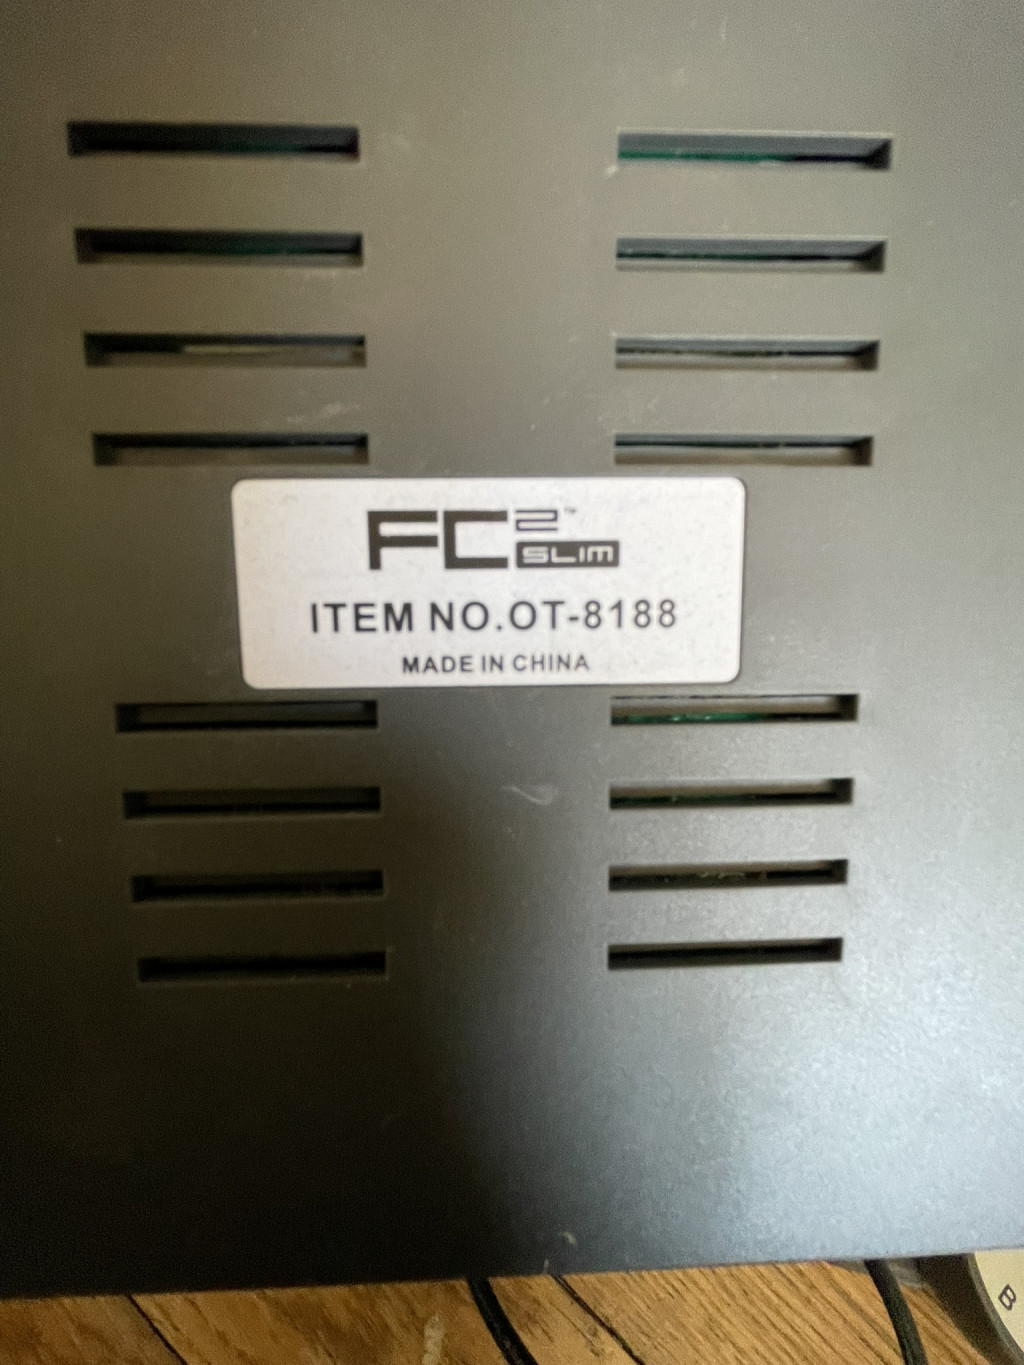 FC2™
SLIM
ITEM NO.OT-8188
MADE IN CHINA
B